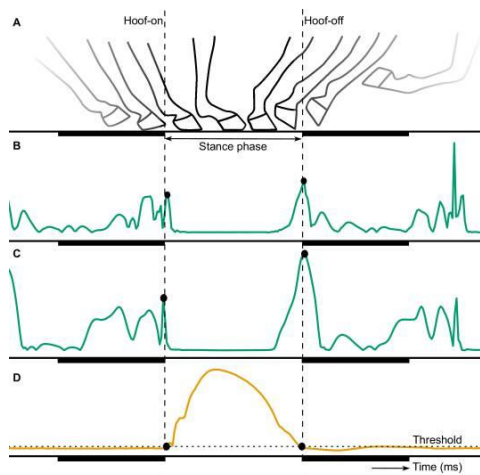 A
Hoof-on
Hoof-off
Stance phase
B
C
D
Threshold
Time (ms)